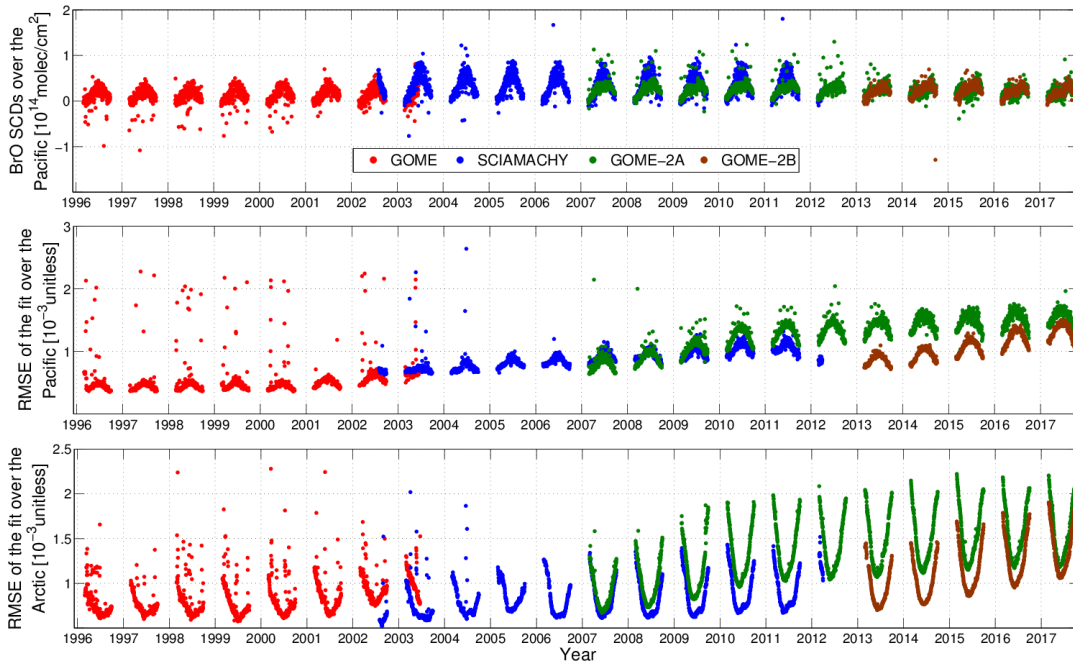 BrO SCDs over the
Pacific [10^14 molec/cm^2]
2
1
0
−1
GOME SCIAMACHY GOME-2A GOME-2B
1996 1997 1998 1999 2000 2001 2002 2003 2004 2005 2006 2007 2008 2009 2010 2011 2012 2013 2014 2015 2016 2017
RMSE of the fit over the
Pacific [10^-3 unitless]
3
2
1
1996 1997 1998 1999 2000 2001 2002 2003 2004 2005 2006 2007 2008 2009 2010 2011 2012 2013 2014 2015 2016 2017
RMSE of the fit over the
Arctic [10^-3 unitless]
2.5
2
1.5
1
1996 1997 1998 1999 2000 2001 2002 2003 2004 2005 2006 2007 2008 2009 2010 2011 2012 2013 2014 2015 2016 2017
Year